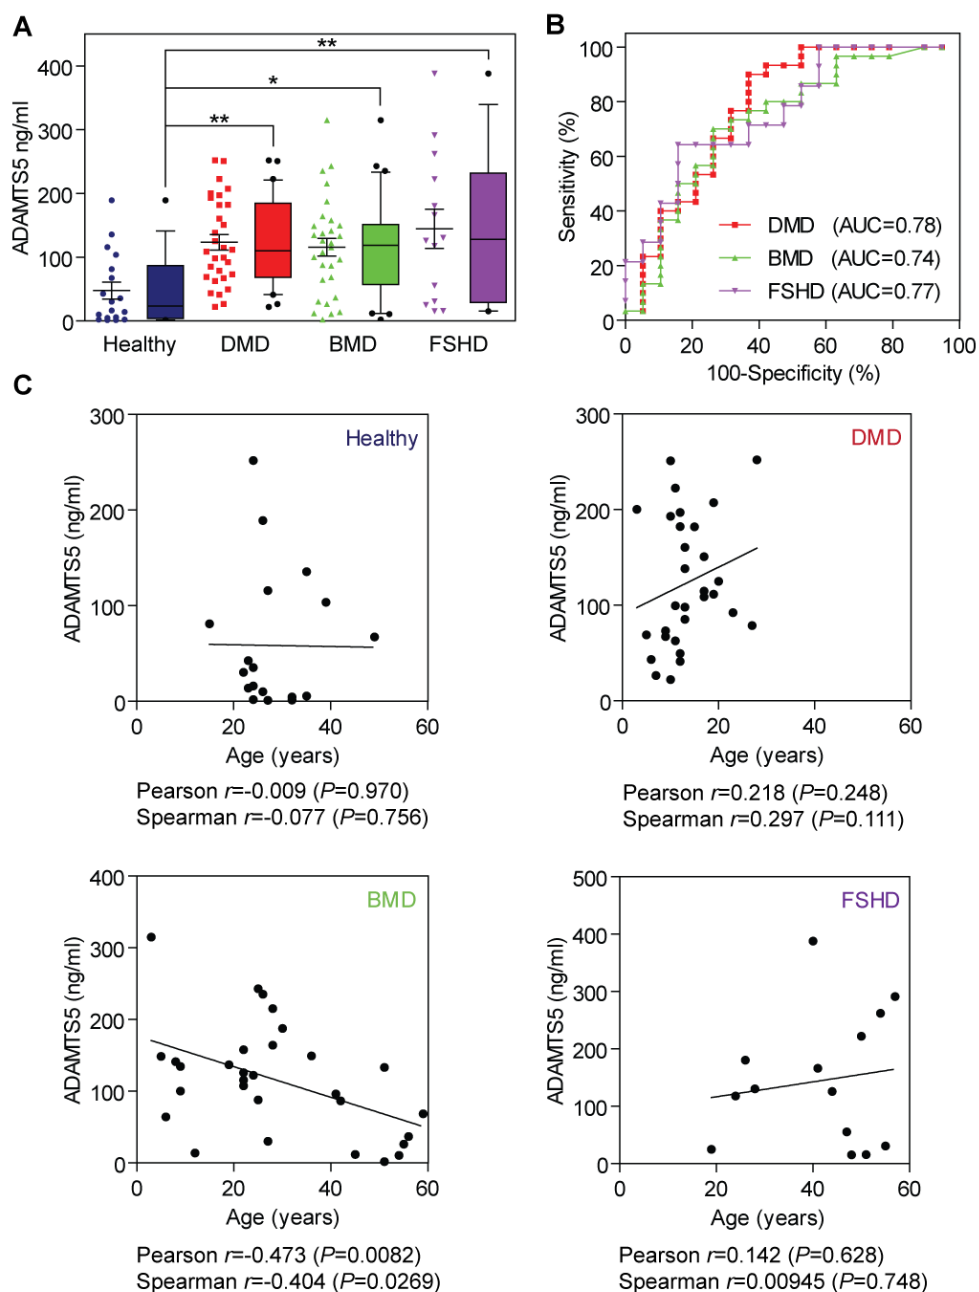 A
ADAMTS5 ng/ml
400
300
200
100
0
**
*
**
Healthy
DMD
BMD
FSHD
B
Sensitivity (%)
100
80
60
40
20
0
DMD (AUC=0.78)
BMD (AUC=0.74)
FSHD (AUC=0.77)
0 20 40 60 80 100
100-Specificity (%)
C
Healthy
ADAMTS5 (ng/ml)
300
200
100
0
0 20 40 60
Age (years)
Pearson r=-0.009 (P=0.970)
Spearman r=-0.077 (P=0.756)
DMD
ADAMTS5 (ng/ml)
300
200
100
0
0 20 40 60
Age (years)
Pearson r=0.218 (P=0.248)
Spearman r=0.297 (P=0.111)
BMD
ADAMTS5 (ng/ml)
400
300
200
100
0
0 20 40 60
Age (years)
Pearson r=-0.473 (P=0.0082)
Spearman r=-0.404 (P=0.0269)
FSHD
ADAMTS5 (ng/ml)
500
400
300
200
100
0
0 20 40 60
Age (years)
Pearson r=0.142 (P=0.628)
Spearman r=0.00945 (P=0.748)